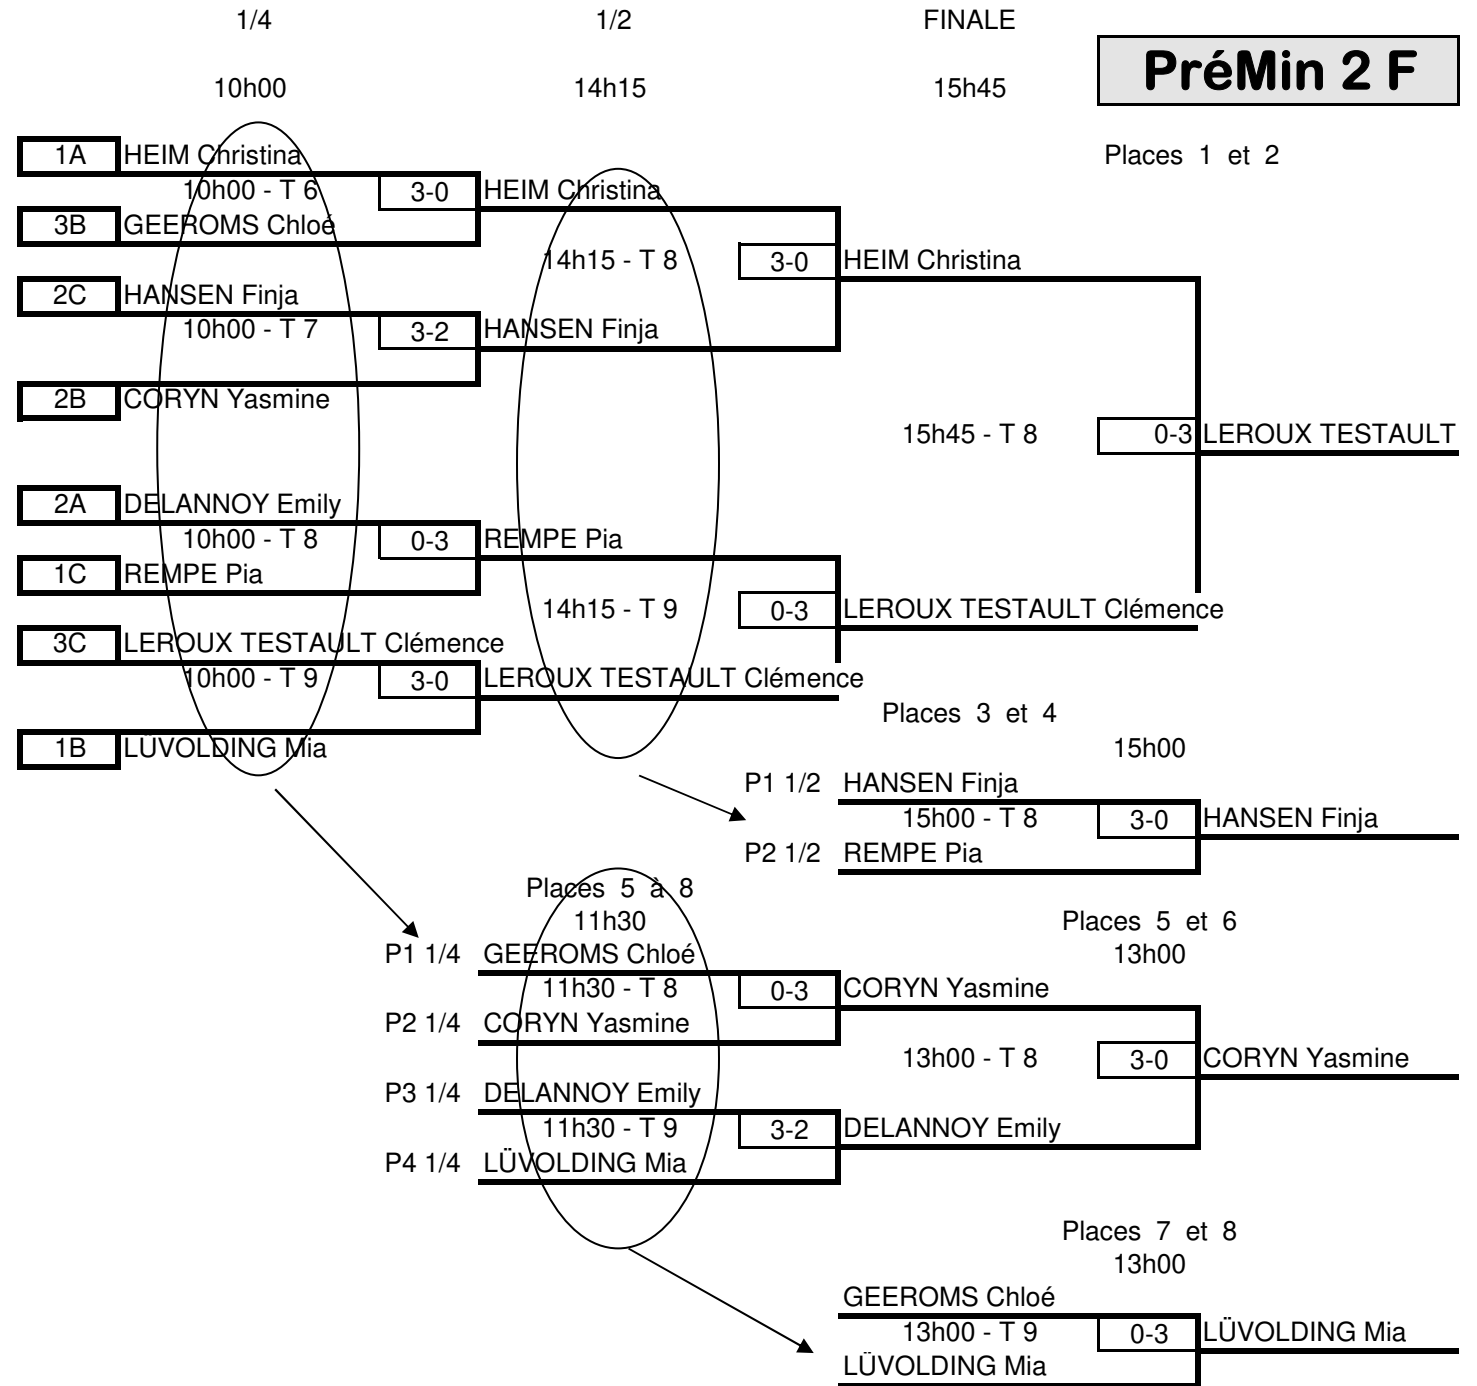 1/4 1/2 FINALE
PréMin 2 F
10h00 14h15 15h45
1A HEIM Christina Places 1 et 2
10h00 - T 6 3-0 HEIM Christina
3B GEEROMS Chloé
14h15 - T 8 3-0 HEIM Christina
2C HANSEN Finja
10h00 - T 7 3-2 HANSEN Finja
2B CORYN Yasmine
15h45 - T 8 0-3 LEROUX TESTAULT
2A DELANNOY Emily
10h00 - T 8 0-3 REMPE Pia
1C REMPE Pia
14h15 - T 9 0-3 LEROUX TESTAULT Clémence
3C LEROUX TESTAULT Clémence
10h00 - T 9 3-0 LEROUX TESTAULT Clémence
Places 3 et 4
1B LÜVOLDING Mia 15h00
P1 1/2 HANSEN Finja
15h00 - T 8 3-0 HANSEN Finja
P2 1/2 REMPE Pia
Places 5 à 8
11h30 Places 5 et 6
P1 1/4 GEEROMS Chloé 13h00
11h30 - T 8 0-3 CORYN Yasmine
P2 1/4 CORYN Yasmine
13h00 - T 8 3-0 CORYN Yasmine
P3 1/4 DELANNOY Emily
11h30 - T 9 3-2 DELANNOY Emily
P4 1/4 LÜVOLDING Mia
Places 7 et 8
13h00
GEEROMS Chloé
13h00 - T 9 0-3 LÜVOLDING Mia
LÜVOLDING Mia